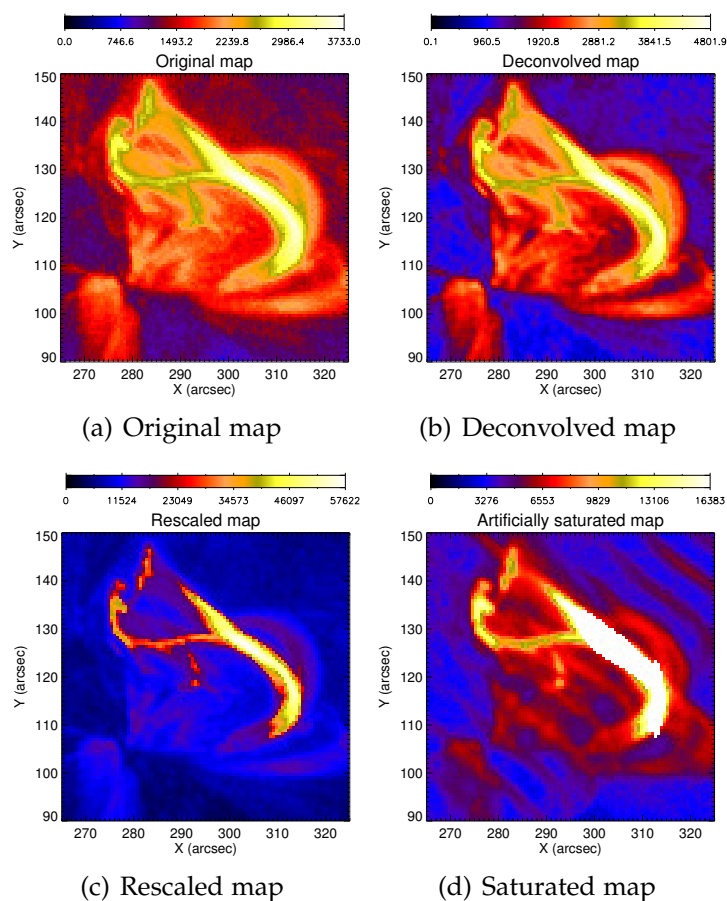 0.0 746.6 1493.2 2239.8 2986.4 3733.0
Original map
150
140
130
120
110
100
90
Y (arcsec)
270 280 290 300 310 320
X (arcsec)
(a) Original map
0.1 960.5 1920.8 2881.2 3841.5 4801.9
Deconvolved map
150
140
130
120
110
100
90
Y (arcsec)
270 280 290 300 310 320
X (arcsec)
(b) Deconvolved map
0 11524 23049 34573 46097 57622
Rescaled map
150
140
130
120
110
100
90
Y (arcsec)
270 280 290 300 310 320
X (arcsec)
(c) Rescaled map
0 3276 6553 9829 13106 16383
Artificially saturated map
150
140
130
120
110
100
90
Y (arcsec)
270 280 290 300 310 320
X (arcsec)
(d) Saturated map